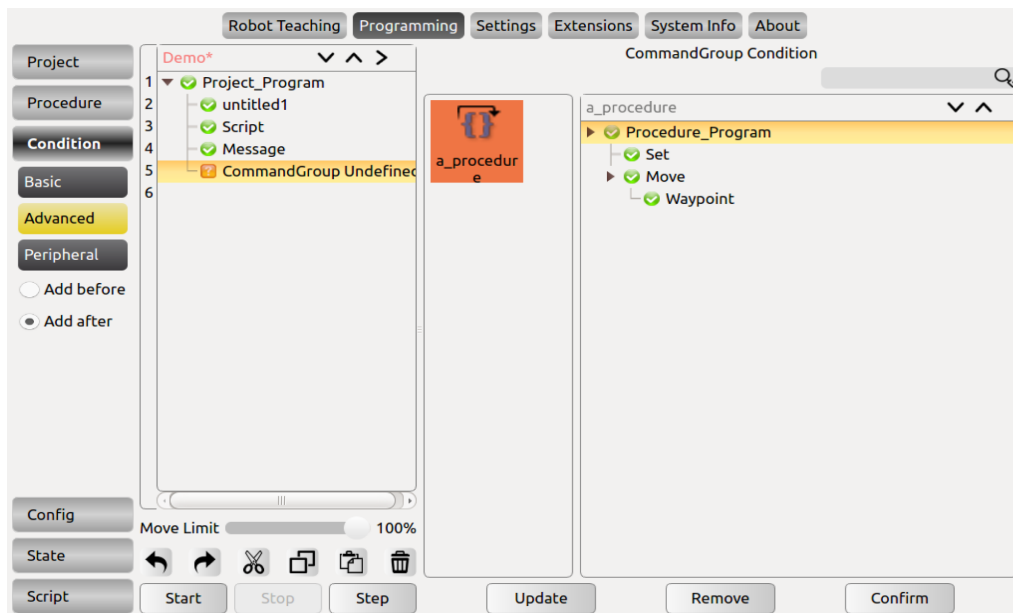 Robot Teaching Programming Settings Extensions System Info About
Project
Procedure
Condition
Basic
Advanced
Peripheral
Add before
Add after
Config
State
Script
Demo*
1 Project_Program
2 untitled1
3 Script
4 Message
5 CommandGroup Undefined
6
Move Limit 100%
Start Stop Step
CommandGroup Condition
a_procedur
e
a_procedure
Procedure_Program
Set
Move
Waypoint
Update Remove Confirm